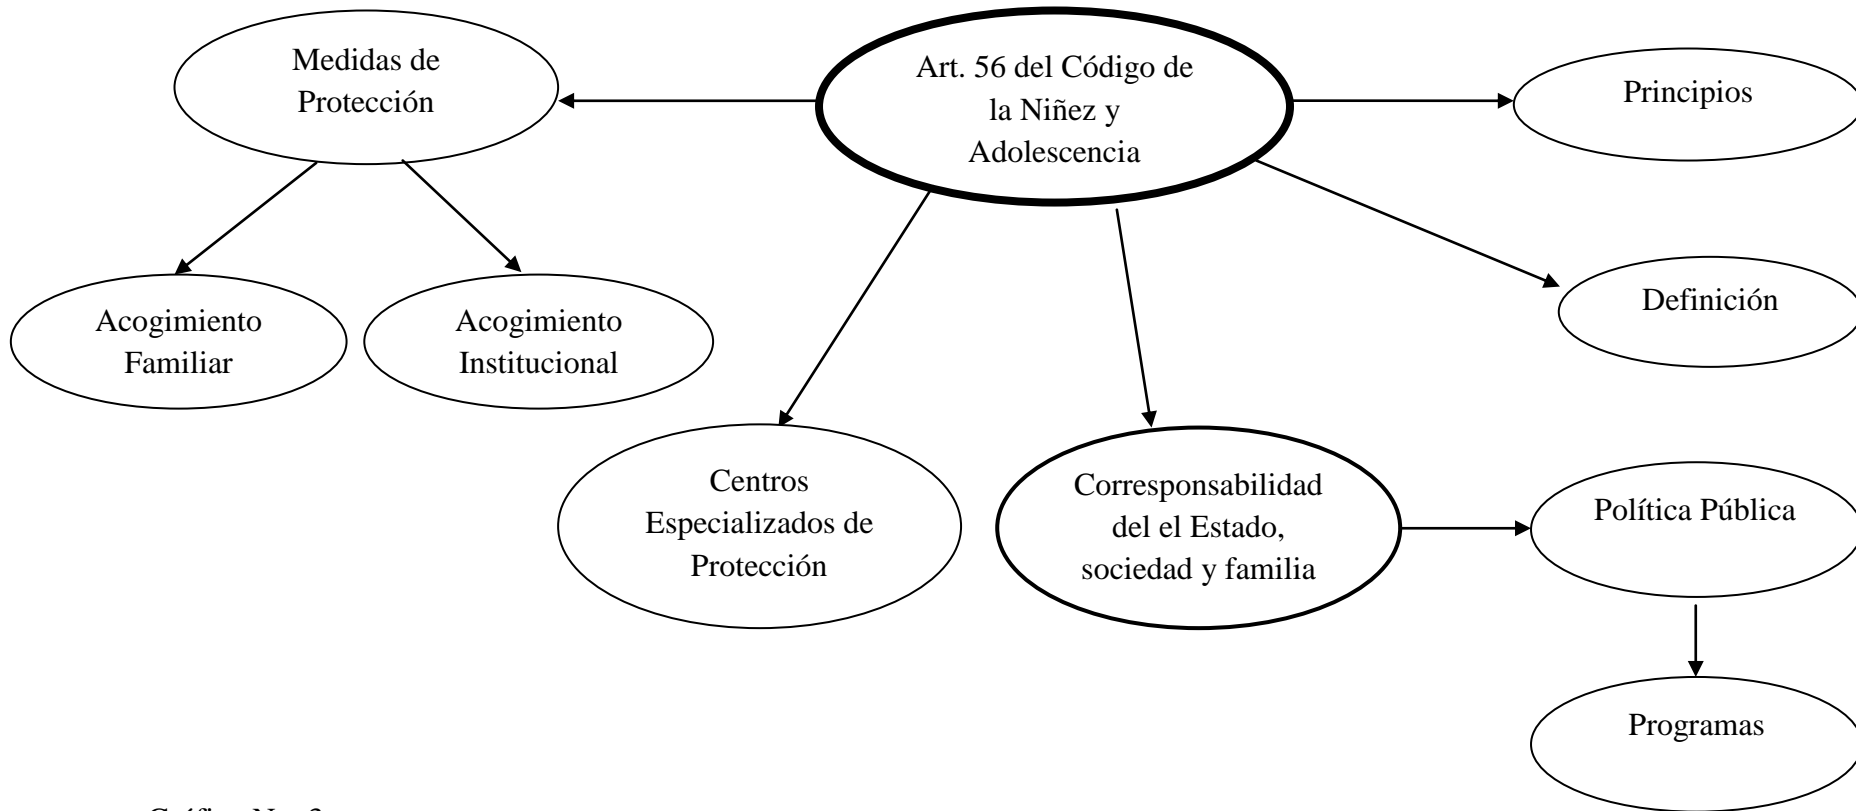 Medidas de
Protección
Art. 56 del Código de
la Niñez y
Adolescencia
Principios
Acogimiento
Familiar
Acogimiento
Institucional
Definición
Centros
Especializados de
Protección
Corresponsabilidad
del el Estado,
sociedad y familia
Política Pública
Programas